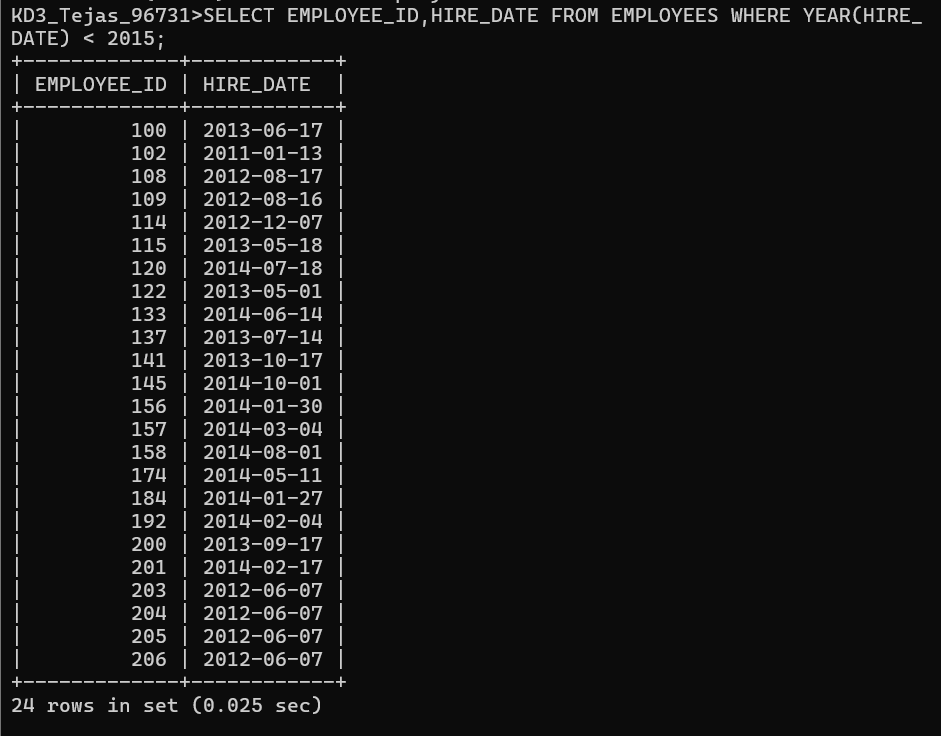 KD3_Tejas_96731>SELECT EMPLOYEE_ID,HIRE_DATE FROM EMPLOYEES WHERE YEAR(HIRE_
DATE) < 2015;
+-------------+------------+
| EMPLOYEE_ID | HIRE_DATE  |
+-------------+------------+
|         100 | 2013-06-17 |
|         102 | 2011-01-13 |
|         108 | 2012-08-17 |
|         109 | 2012-08-16 |
|         114 | 2012-12-07 |
|         115 | 2013-05-18 |
|         120 | 2014-07-18 |
|         122 | 2013-05-01 |
|         133 | 2014-06-14 |
|         137 | 2013-07-14 |
|         141 | 2013-10-17 |
|         145 | 2014-10-01 |
|         156 | 2014-01-30 |
|         157 | 2014-03-04 |
|         158 | 2014-08-01 |
|         174 | 2014-05-11 |
|         184 | 2014-01-27 |
|         192 | 2014-02-04 |
|         200 | 2013-09-17 |
|         201 | 2014-02-17 |
|         203 | 2012-06-07 |
|         204 | 2012-06-07 |
|         205 | 2012-06-07 |
|         206 | 2012-06-07 |
+-------------+------------+
24 rows in set (0.025 sec)